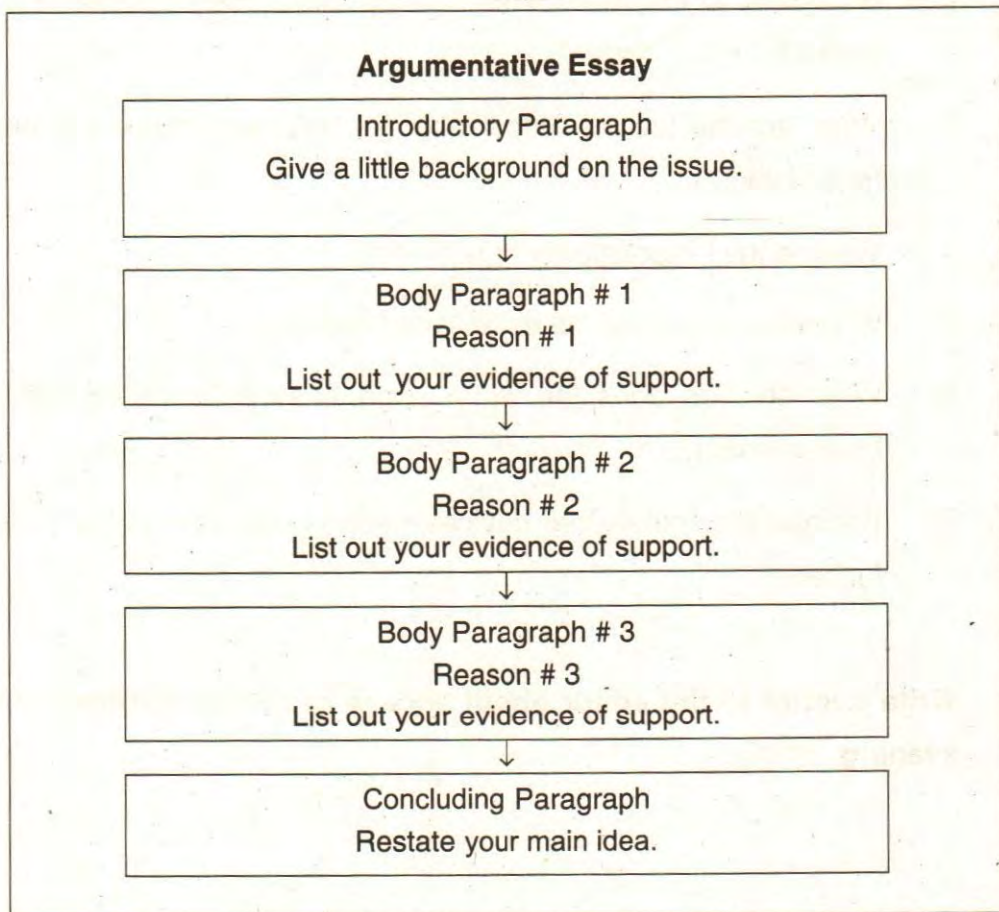 Argumentative Essay
Introductory Paragraph
Give a little background on the issue.
Body Paragraph # 1
Reason # 1
List out your evidence of support.
Body Paragraph # 2
Reason # 2
List out your evidence of support.
Body Paragraph # 3
Reason # 3
List out your evidence of support.
Concluding Paragraph
Restate your main idea.